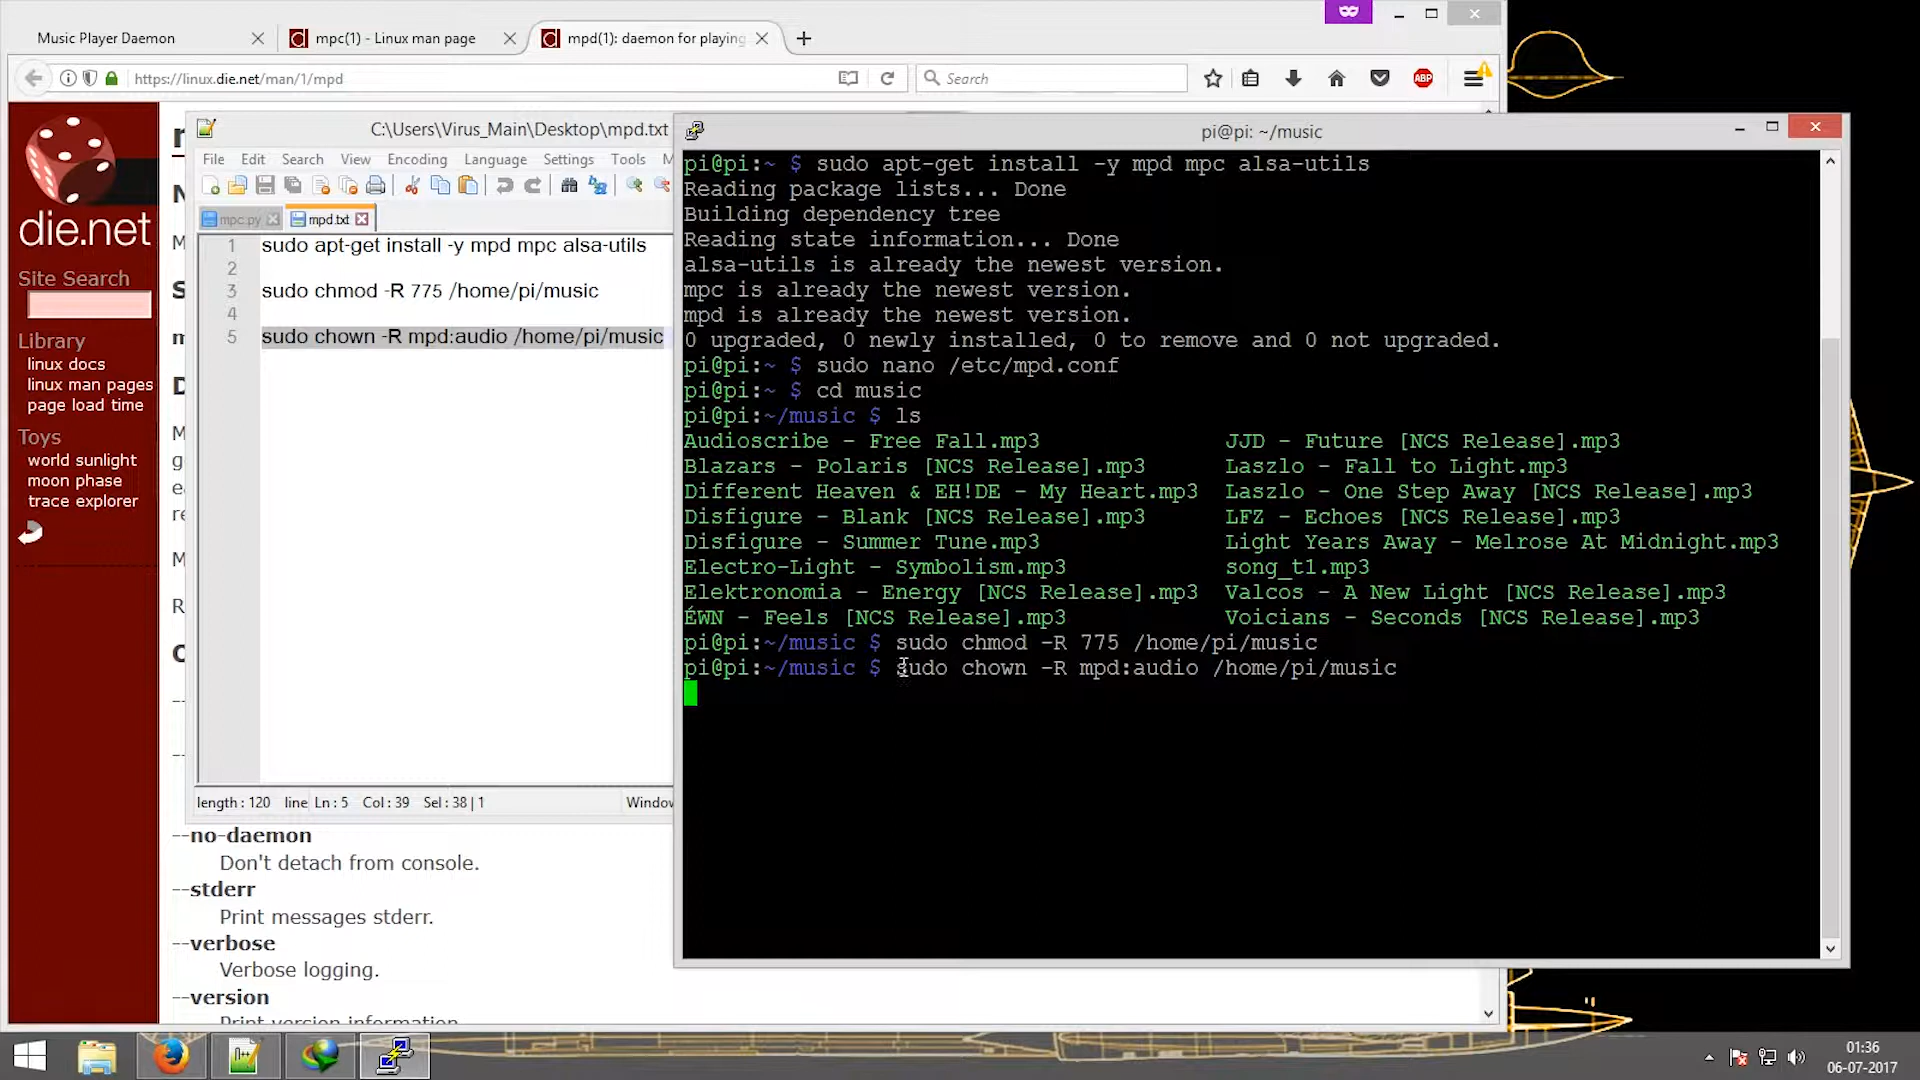 Music Player Daemon
mpc(1) - Linux man page
mpd(1): daemon for playing
https://linux.die.net/man/1/mpd
Search
ABP
die.net
Site Search
Library
linux docs
linux man pages
page load time
Toys
world sunlight
moon phase
trace explorer
C:\Users\Virus_Main\Desktop\mpd.txt
File Edit Search View Encoding Language Settings Tools M
mpc.py
mpd.txt
1 sudo apt-get install -y mpd mpc alsa-utils
2
3 sudo chmod -R 775 /home/pi/music
4
5 sudo chown -R mpd:audio /home/pi/music
length : 120 line Ln : 5 Col : 39 Sel : 38 | 1 Window
--no-daemon
Don't detach from console.
--stderr
Print messages stderr.
--verbose
Verbose logging.
--version
Print version information
pi@pi: ~/music
pi@pi:~ $ sudo apt-get install -y mpd mpc alsa-utils
Reading package lists... Done
Building dependency tree
Reading state information... Done
alsa-utils is already the newest version.
mpc is already the newest version.
mpd is already the newest version.
0 upgraded, 0 newly installed, 0 to remove and 0 not upgraded.
pi@pi:~ $ sudo nano /etc/mpd.conf
pi@pi:~ $ cd music
pi@pi:~/music $ ls
Audioscribe - Free Fall.mp3 JJD - Future [NCS Release].mp3
Blazars - Polaris [NCS Release].mp3 Laszlo - Fall to Light.mp3
Different Heaven & EH!DE - My Heart.mp3 Laszlo - One Step Away [NCS Release].mp3
Disfigure - Blank [NCS Release].mp3 LFZ - Echoes [NCS Release].mp3
Disfigure - Summer Tune.mp3 Light Years Away - Melrose At Midnight.mp3
Electro-Light - Symbolism.mp3 song_t1.mp3
Elektronomia - Energy [NCS Release].mp3 Valcos - A New Light [NCS Release].mp3
ÉWN - Feels [NCS Release].mp3 Voicians - Seconds [NCS Release].mp3
pi@pi:~/music $ sudo chmod -R 775 /home/pi/music
pi@pi:~/music $ sudo chown -R mpd:audio /home/pi/music
01:36
06-07-2017